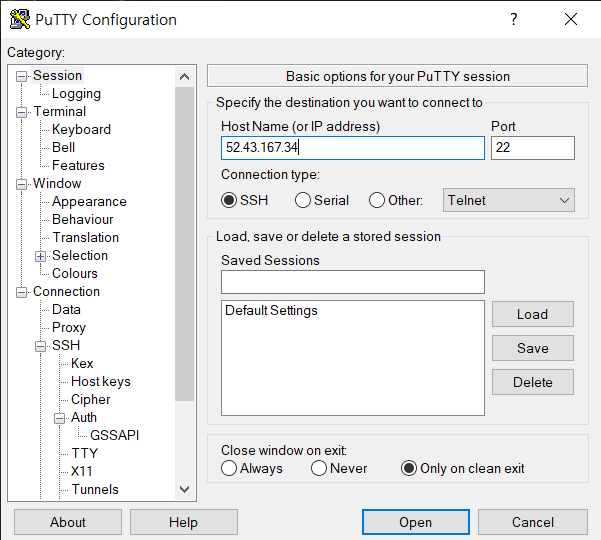 PuTTY Configuration
?
Category:
Session
Logging
Terminal
Keyboard
Bell
Features
Window
Appearance
Behaviour
Translation
Selection
Colours
Connection
Data
Proxy
SSH
Kex
Host keys
Cipher
Auth
GSSAPI
TTY
X11
Tunnels
Basic options for your PuTTY session
Specify the destination you want to connect to
Host Name (or IP address) Port
52.43.167.34 22
Connection type:
SSH Serial Other: Telnet
Load, save or delete a stored session
Saved Sessions
Default Settings
Load
Save
Delete
Close window on exit:
Always Never Only on clean exit
About Help Open Cancel